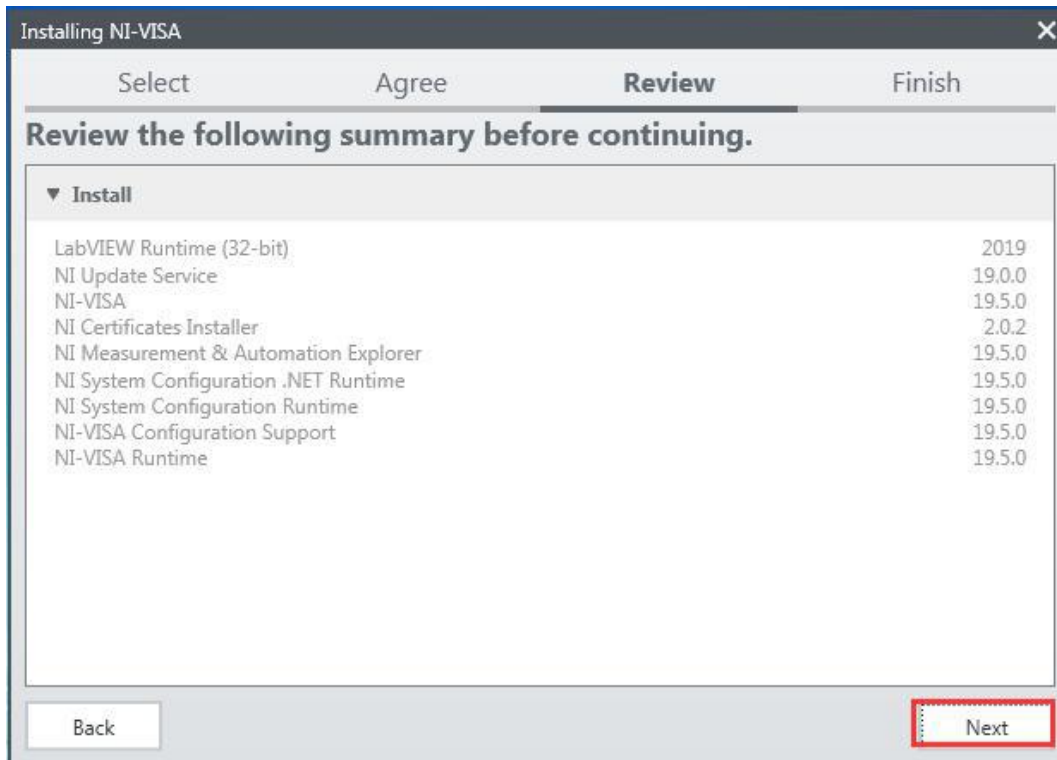 Installing NI-VISA
Select Agree Review Finish
Review the following summary before continuing.
Install
LabVIEW Runtime (32-bit) 2019
NI Update Service 19.0.0
NI-VISA 19.5.0
NI Certificates Installer 2.0.2
NI Measurement & Automation Explorer 19.5.0
NI System Configuration .NET Runtime 19.5.0
NI System Configuration Runtime 19.5.0
NI-VISA Configuration Support 19.5.0
NI-VISA Runtime 19.5.0
Back Next